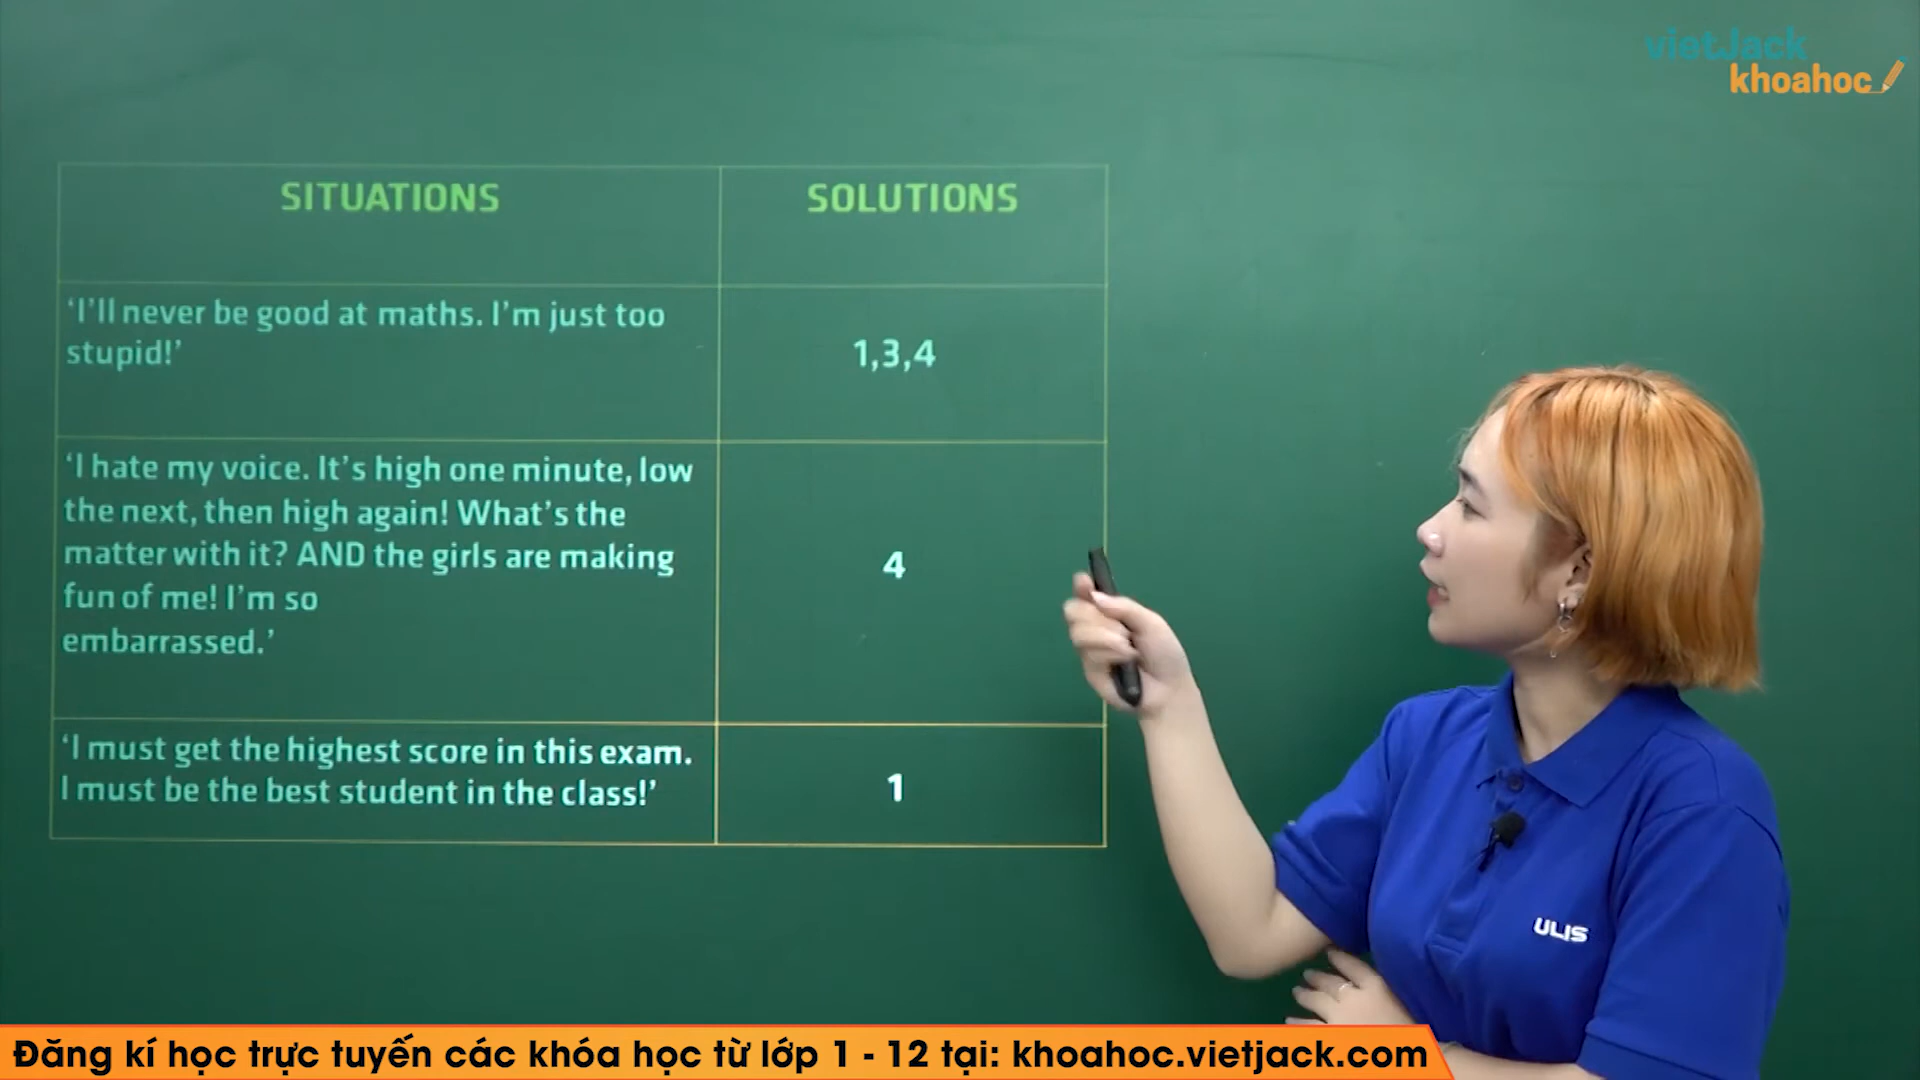 vietJack
khoahoc
SITUATIONS
SOLUTIONS
‘I’ll never be good at maths. I’m just too
stupid!’
1,3,4
‘I hate my voice. It’s high one minute, low
the next, then high again! What’s the
matter with it? AND the girls are making
fun of me! I’m so
embarrassed.’
4
‘I must get the highest score in this exam.
I must be the best student in the class!’
1
ULIS
Đăng kí học trực tuyến các khóa học từ lớp 1 - 12 tại: khoahoc.vietjack.com